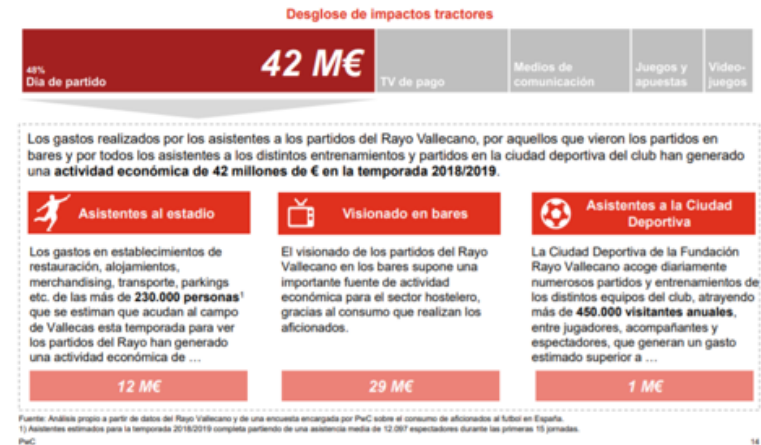 Desglose de impactos tractores
48%
Día de partido
42 M€
TV de pago
Medios de
comunicación
Juegos y
apuestas
Video-
juegos
Los gastos realizados por los asistentes a los partidos del Rayo Vallecano, por aquellos que vieron los partidos en
bares y por todos los asistentes a los distintos entrenamientos y partidos en la ciudad deportiva del club han generado
una actividad económica de 42 millones de € en la temporada 2018/2019.
Asistentes al estadio
Los gastos en establecimientos de
restauración, alojamientos,
merchandising, transporte, parkings
etc. de las más de 230.000 personas¹
que se estiman que acudan al campo
de Vallecas esta temporada para ver
los partidos del Rayo han generado
una actividad económica de …
12 M€
Visionado en bares
El visionado de los partidos del Rayo
Vallecano en los bares supone una
importante fuente de actividad
económica para el sector hostelero,
gracias al consumo que realizan los
aficionados.
29 M€
Asistentes a la Ciudad
Deportiva
La Ciudad Deportiva de la Fundación
Rayo Vallecano acoge diariamente
numerosos partidos y entrenamientos de
los distintos equipos del club, atrayendo
más de 450.000 visitantes anuales,
entre jugadores, acompañantes y
espectadores, que generan un gasto
estimado superior a …
1 M€
Fuente: Análisis propio a partir de datos del Rayo Vallecano y de una encuesta encargada por PwC sobre el consumo de aficionados al futbol en España.
1) Asistentes estimados para la temporada 2018/2019 completa partiendo de una asistencia media de 12.097 espectadores durante las primeras 15 jornadas.
PwC
14